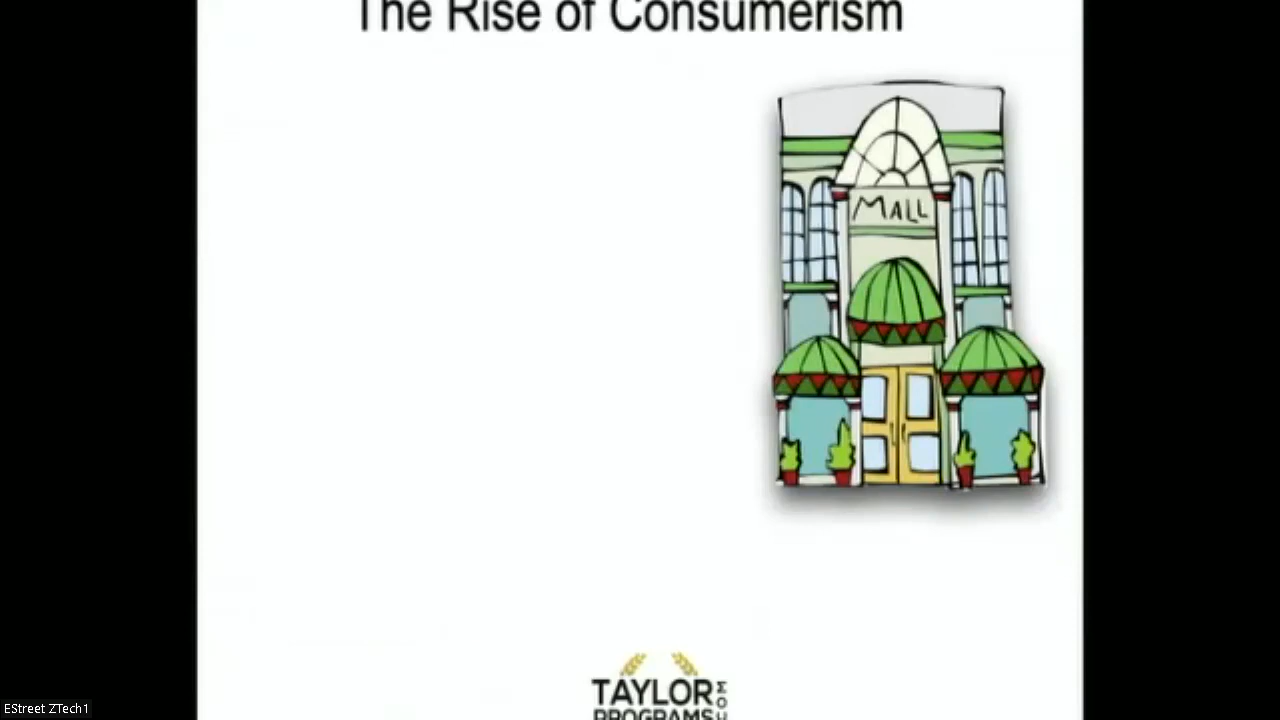 The Rise of Consumerism
MALL
TAYLOR
PROGRAMS
EStreet ZTech1